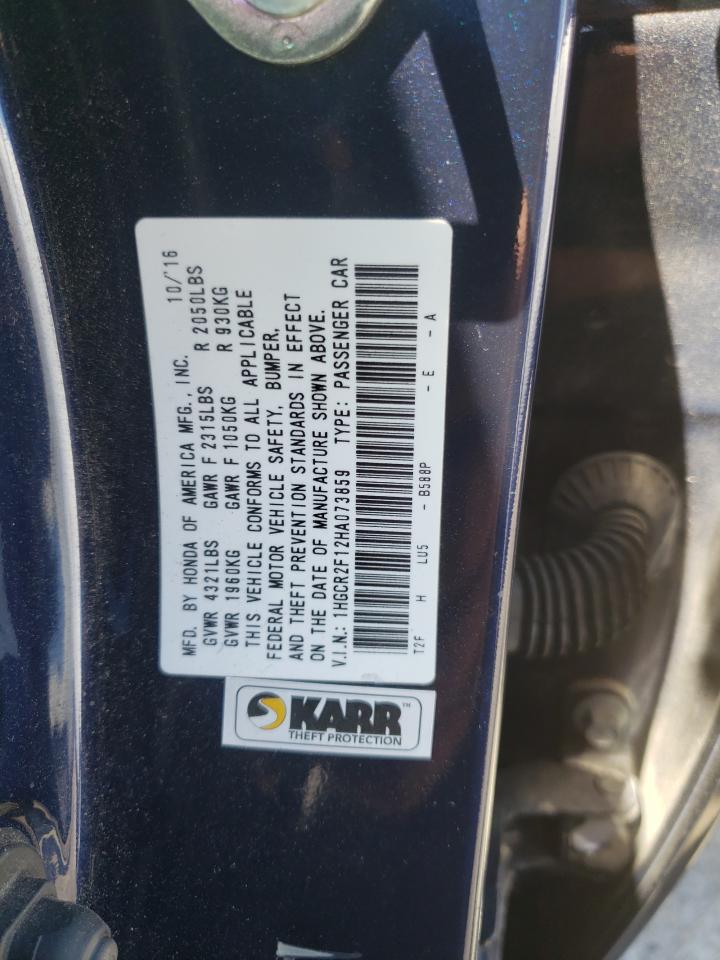 MFD. BY HONDA OF AMERICA MFG., INC. 10/'16
GVWR 4321LBS GAWR F 2315LBS R 2050LBS
GVWR 1960KG GAWR F 1050KG R 930KG
THIS VEHICLE CONFORMS TO ALL APPLICABLE
FEDERAL MOTOR VEHICLE SAFETY, BUMPER,
AND THEFT PREVENTION STANDARDS IN EFFECT
ON THE DATE OF MANUFACTURE SHOWN ABOVE.
V.I.N.: 1HGCR2F12HA073859 TYPE: PASSENGER CAR
T2F H LU5 - B588P - E - A
KARR™
THEFT PROTECTION